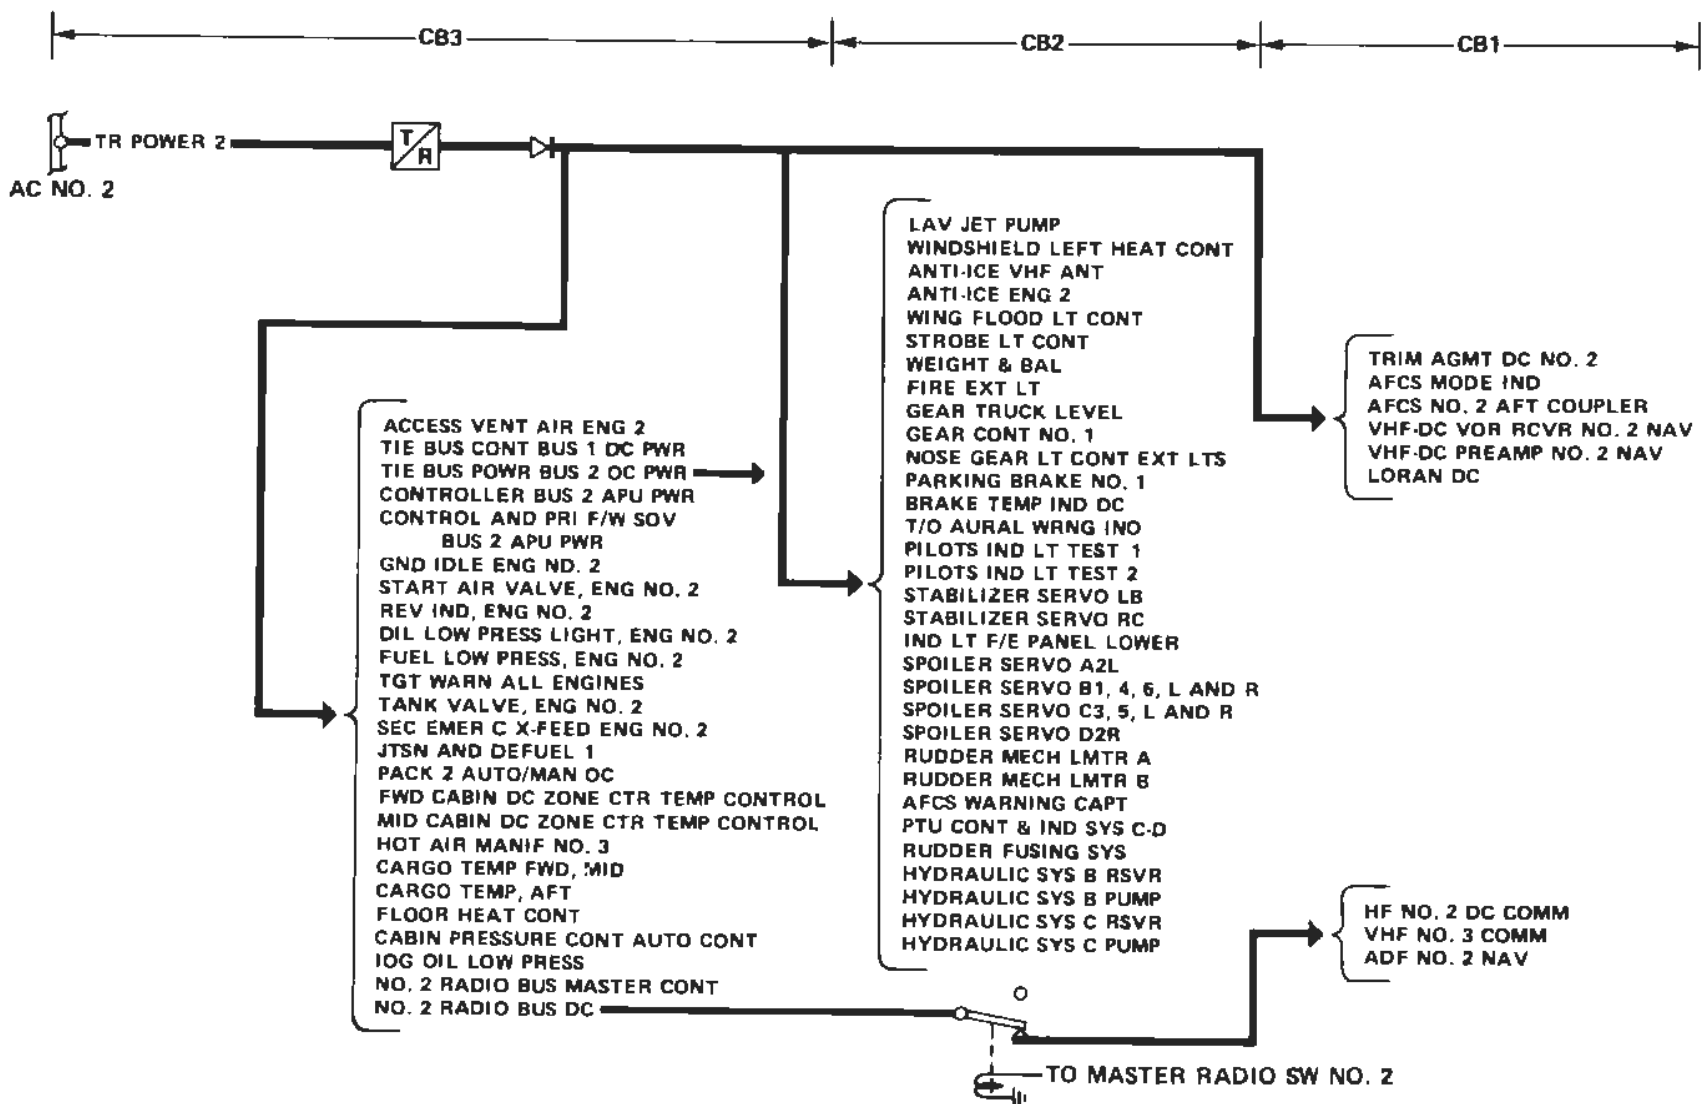 CB3
CB2
CB1
TR POWER 2
T/R
AC NO. 2
ACCESS VENT AIR ENG 2
TIE BUS CONT BUS 1 DC PWR
TIE BUS POWR BUS 2 OC PWR
CONTROLLER BUS 2 APU PWR
CONTROL AND PRI F/W SOV
BUS 2 APU PWR
GND IDLE ENG ND. 2
START AIR VALVE, ENG NO. 2
REV IND, ENG NO. 2
DIL LOW PRESS LIGHT, ENG NO. 2
FUEL LOW PRESS, ENG NO. 2
TGT WARN ALL ENGINES
TANK VALVE, ENG NO. 2
SEC EMER C X-FEED ENG NO. 2
JTSN AND DEFUEL 1
PACK 2 AUTO/MAN OC
FWD CABIN DC ZONE CTR TEMP CONTROL
MID CABIN DC ZONE CTR TEMP CONTROL
HOT AIR MANIF NO. 3
CARGO TEMP FWD, MID
CARGO TEMP, AFT
FLOOR HEAT CONT
CABIN PRESSURE CONT AUTO CONT
IOG OIL LOW PRESS
NO. 2 RADIO BUS MASTER CONT
NO. 2 RADIO BUS DC
LAV JET PUMP
WINDSHIELD LEFT HEAT CONT
ANTI-ICE VHF ANT
ANTI-ICE ENG 2
WING FLOOD LT CONT
STROBE LT CONT
WEIGHT & BAL
FIRE EXT LT
GEAR TRUCK LEVEL
GEAR CONT NO. 1
NOSE GEAR LT CONT EXT LTS
PARKING BRAKE NO. 1
BRAKE TEMP IND DC
T/O AURAL WRNG INO
PILOTS IND LT TEST 1
PILOTS IND LT TEST 2
STABILIZER SERVO LB
STABILIZER SERVO RC
IND LT F/E PANEL LOWER
SPOILER SERVO A2L
SPOILER SERVO B1, 4, 6, L AND R
SPOILER SERVO C3, 5, L AND R
SPOILER SERVO D2R
RUDDER MECH LMTR A
RUDDER MECH LMTR B
AFCS WARNING CAPT
PTU CONT & IND SYS C-D
RUDDER FUSING SYS
HYDRAULIC SYS B RSVR
HYDRAULIC SYS B PUMP
HYDRAULIC SYS C RSVR
HYDRAULIC SYS C PUMP
TRIM AGMT DC NO. 2
AFCS MODE IND
AFCS NO. 2 AFT COUPLER
VHF-DC VOR RCVR NO. 2 NAV
VHF-DC PREAMP NO. 2 NAV
LORAN DC
HF NO. 2 DC COMM
VHF NO. 3 COMM
ADF NO. 2 NAV
TO MASTER RADIO SW NO. 2